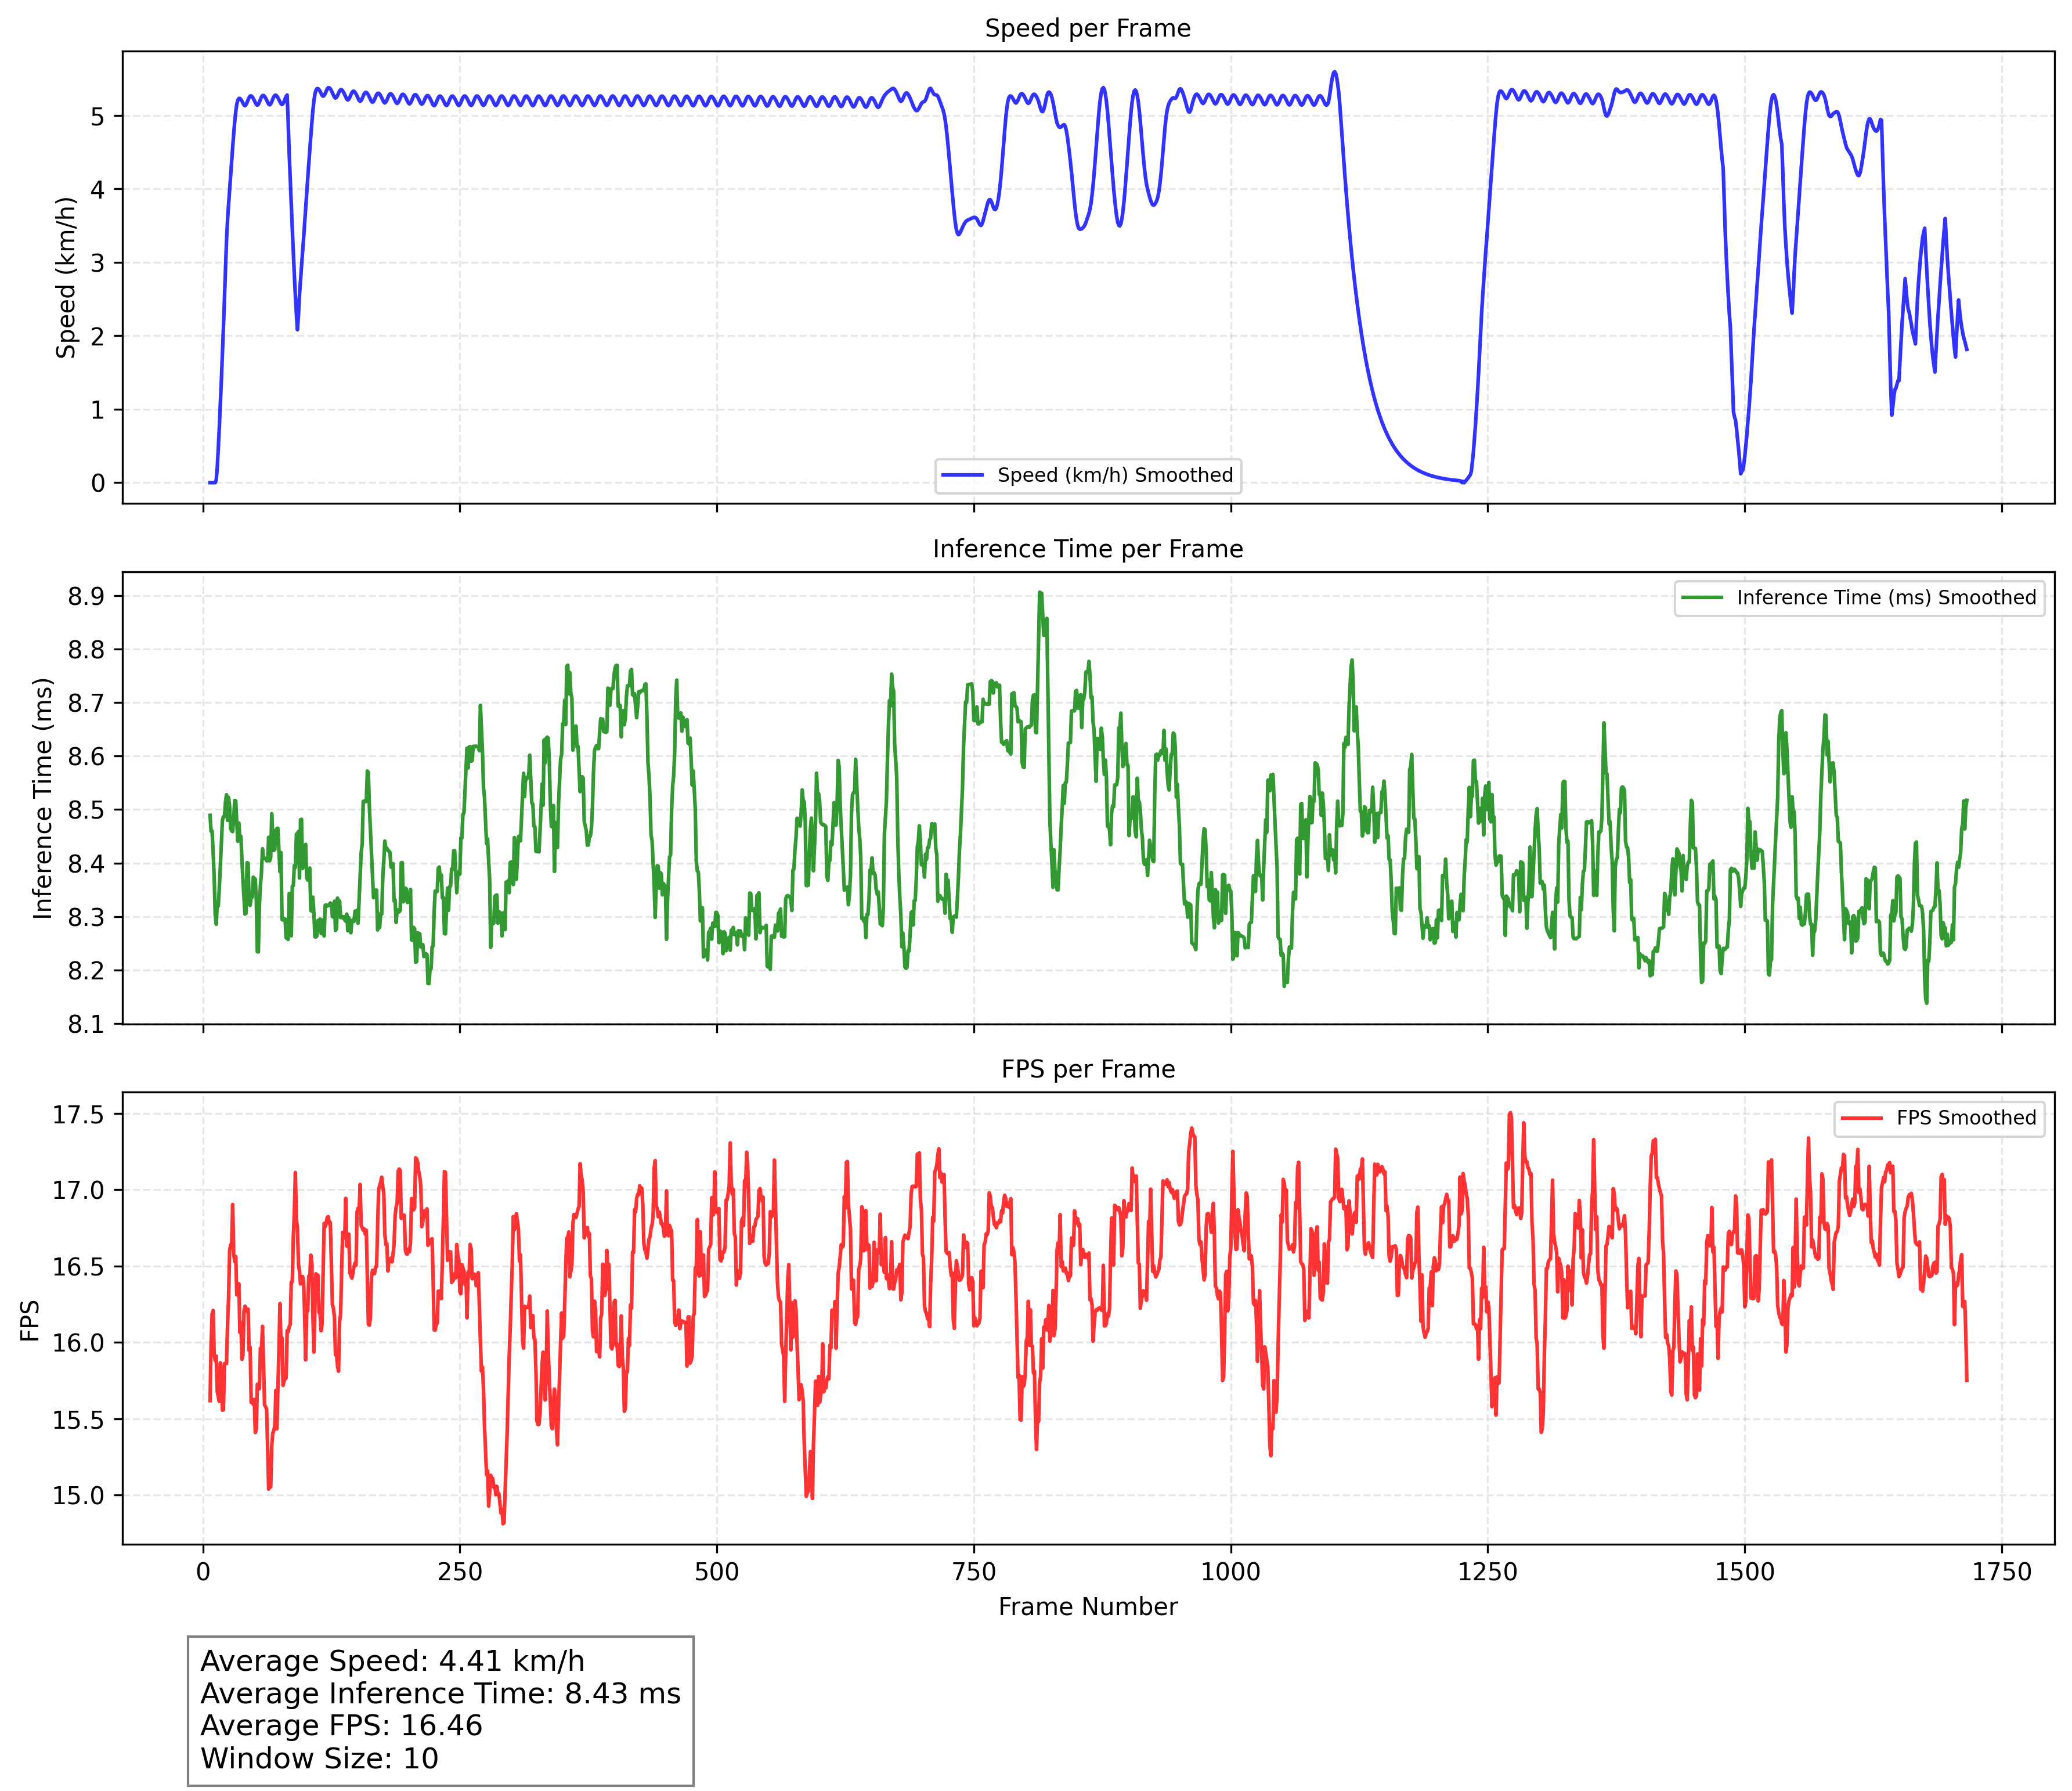 Speed per Frame
Speed (km/h)
5
4
3
2
1
0
Speed (km/h) Smoothed
Inference Time per Frame
Inference Time (ms)
8.9
8.8
8.7
8.6
8.5
8.4
8.3
8.2
8.1
Inference Time (ms) Smoothed
FPS per Frame
FPS
17.5
17.0
16.5
16.0
15.5
15.0
FPS Smoothed
0 250 500 750 1000 1250 1500 1750
Frame Number
Average Speed: 4.41 km/h
Average Inference Time: 8.43 ms
Average FPS: 16.46
Window Size: 10